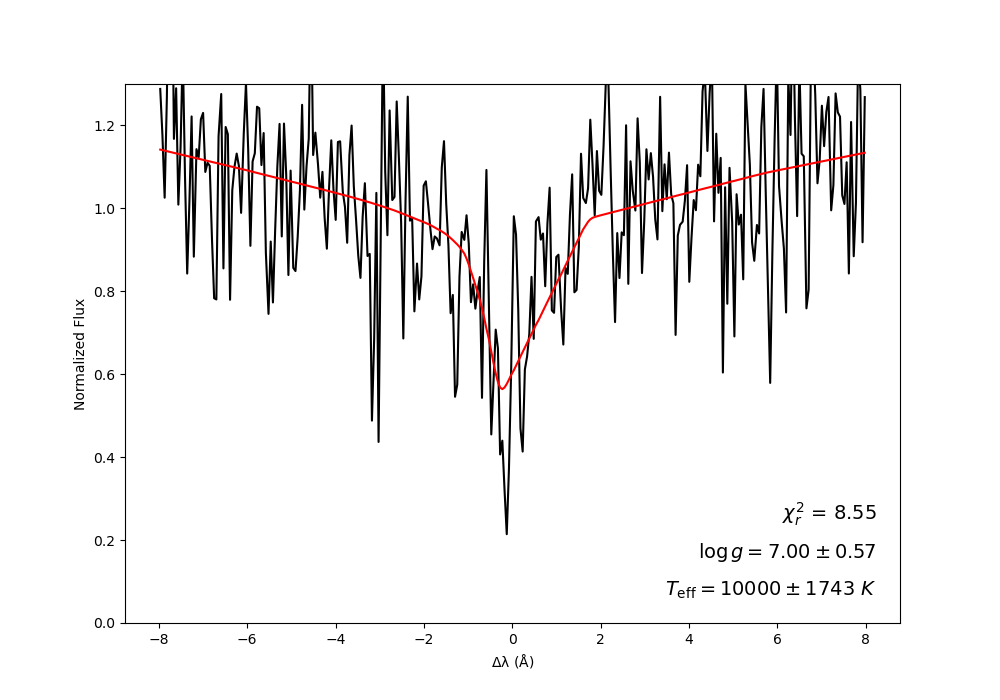 1.2
1.0
0.8
0.6
0.4
0.2
0.0
Normalized Flux
χ²ᵣ = 8.55
log g = 7.00 ± 0.57
T_eff = 10000 ± 1743 K
−8 −6 −4 −2 0 2 4 6 8
Δλ (Å)